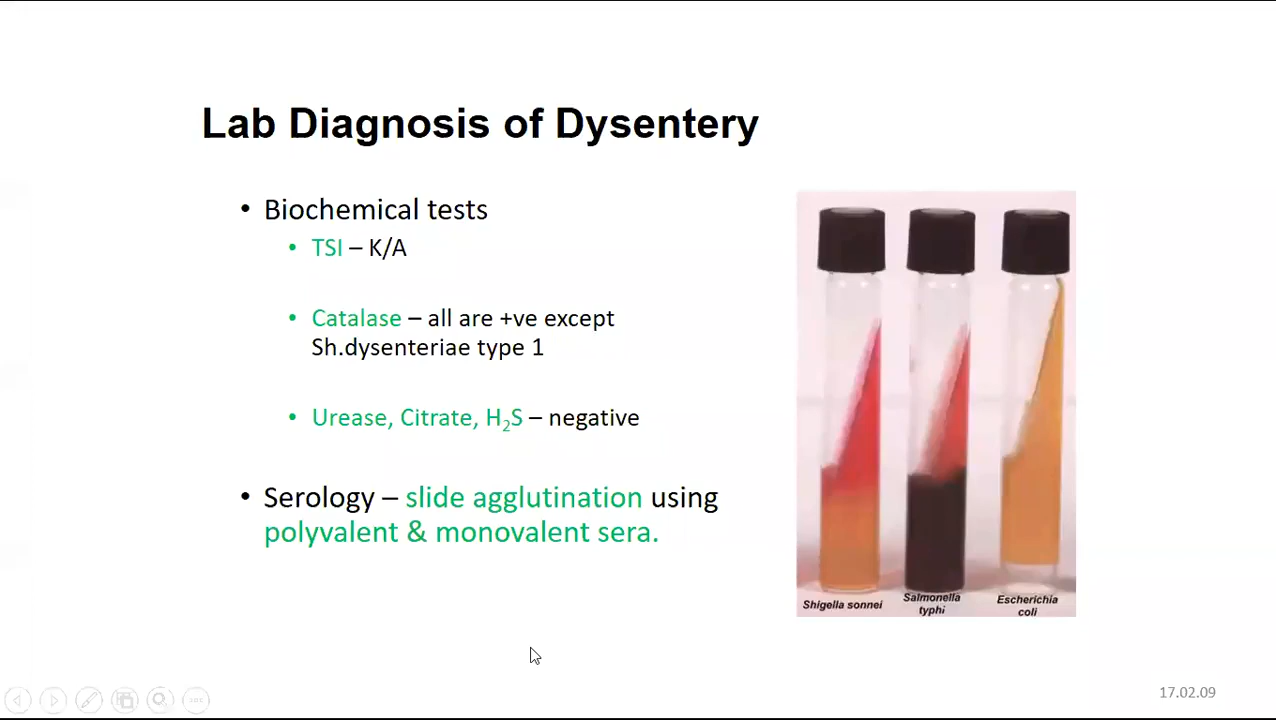 Lab Diagnosis of Dysentery
• Biochemical tests
• TSI – K/A
• Catalase – all are +ve except
Sh.dysenteriae type 1
• Urease, Citrate, H₂S – negative
• Serology – slide agglutination using
polyvalent & monovalent sera.
Shigella sonnei
Salmonella
typhi
Escherichia
coli
17.02.09